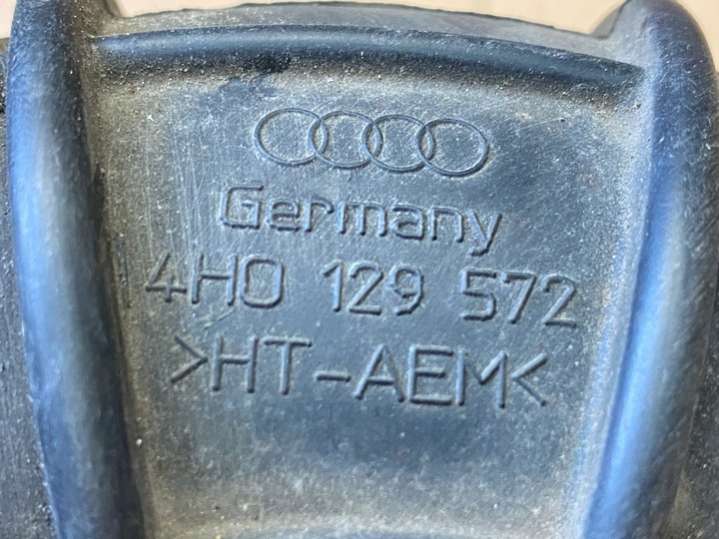 Germany
4H0 129 572
>HT-AEM<